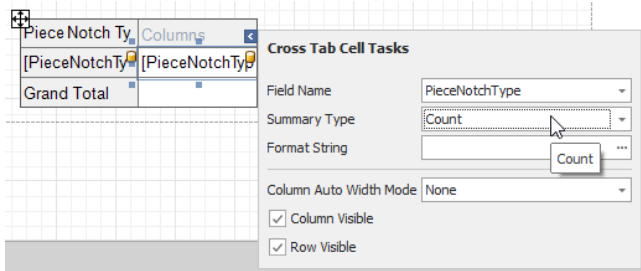 Piece Notch Ty
Columns
[PieceNotchTy
[PieceNotchTyp
Grand Total
Cross Tab Cell Tasks
Field Name
PieceNotchType
Summary Type
Count
Format String
...
Count
Column Auto Width Mode
None
Column Visible
Row Visible